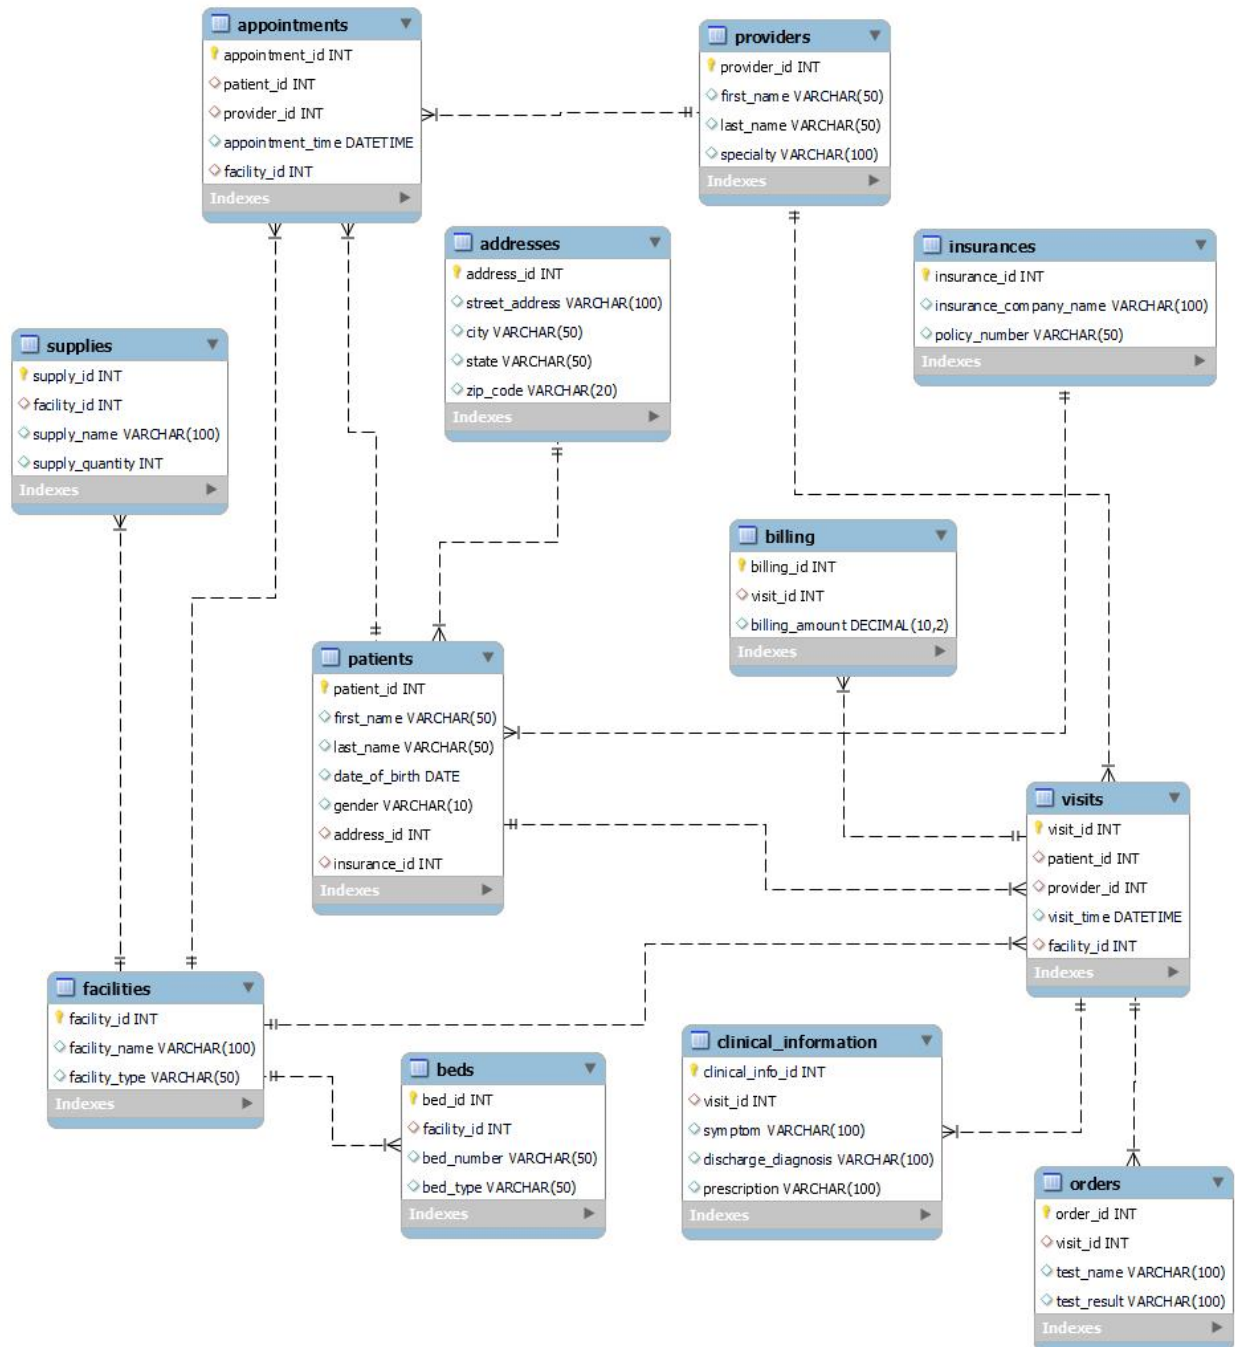 appointments
appointment_id INT
patient_id INT
provider_id INT
appointment_time DATETIME
facility_id INT
Indexes
providers
provider_id INT
first_name VARCHAR(50)
last_name VARCHAR(50)
specialty VARCHAR(100)
Indexes
addresses
address_id INT
street_address VARCHAR(100)
city VARCHAR(50)
state VARCHAR(50)
zip_code VARCHAR(20)
Indexes
insurances
insurance_id INT
insurance_company_name VARCHAR(100)
policy_number VARCHAR(50)
Indexes
supplies
supply_id INT
facility_id INT
supply_name VARCHAR(100)
supply_quantity INT
Indexes
billing
billing_id INT
visit_id INT
billing_amount DECIMAL(10,2)
Indexes
patients
patient_id INT
first_name VARCHAR(50)
last_name VARCHAR(50)
date_of_birth DATE
gender VARCHAR(10)
address_id INT
insurance_id INT
Indexes
visits
visit_id INT
patient_id INT
provider_id INT
visit_time DATETIME
facility_id INT
Indexes
facilities
facility_id INT
facility_name VARCHAR(100)
facility_type VARCHAR(50)
Indexes
beds
bed_id INT
facility_id INT
bed_number VARCHAR(50)
bed_type VARCHAR(50)
Indexes
clinical_information
clinical_info_id INT
visit_id INT
symptom VARCHAR(100)
discharge_diagnosis VARCHAR(100)
prescription VARCHAR(100)
Indexes
orders
order_id INT
visit_id INT
test_name VARCHAR(100)
test_result VARCHAR(100)
Indexes